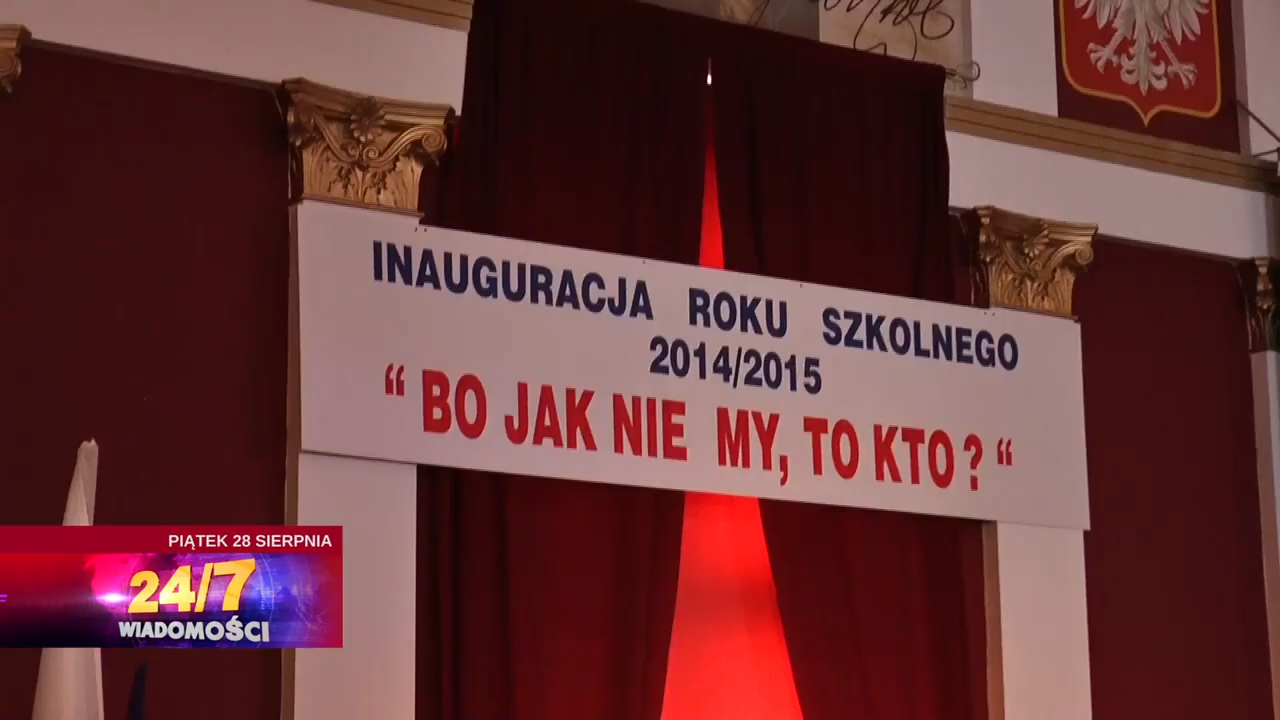 INAUGURACJA ROKU SZKOLNEGO
2014/2015
“ BO JAK NIE MY, TO KTO ? “
PIĄTEK 28 SIERPNIA
24/7
WIADOMOŚCI